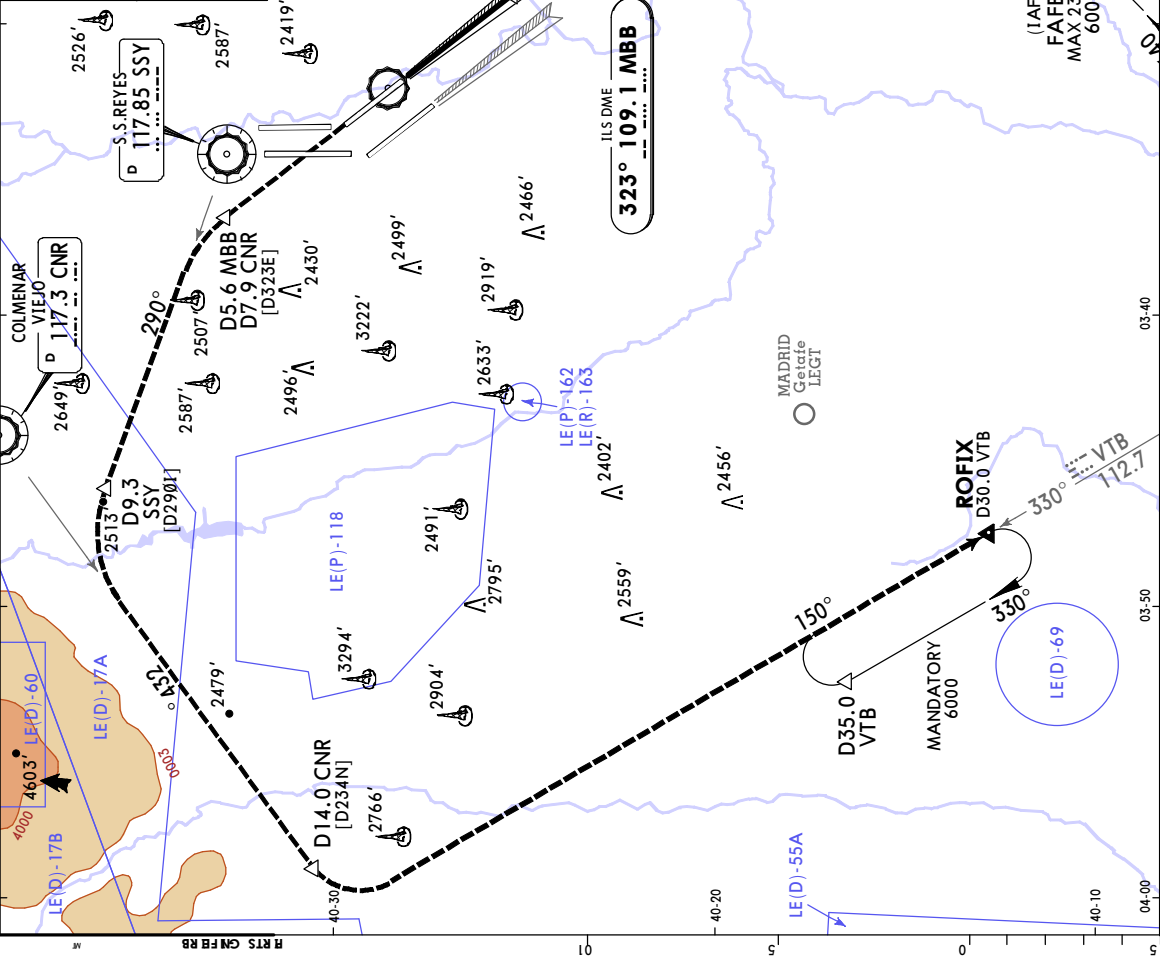 2526'
2587'
2419'
(IAF
FAFB
MAX 23
600
40
S.S.REYES
D 117.85 SSY
ILS DME
323° 109.1 MBB
COLMENAR
VIEJO
D 117.3 CNR
D5.6 MBB
D7.9 CNR
[D323E]
290°
2507'
2430'
2499'
2466'
2649'
2587'
2496'
3222'
2919'
2633'
LE(P)-162
LE(R)-163
MADRID
Getafe
LEGT
03-40
D9.3
SSY
[D290I]
2513'
LE(P)-118
2491'
2402'
2456'
ROFIX
D30.0 VTB
330°
VTB
112.7
2795'
2559'
3294'
2904'
150°
330°
03-50
LE(D)-69
D35.0
VTB
MANDATORY
6000
LE(D)-60
LE(D)-17A
4603'
4000
LE(D)-17B
0003
432
°
2479'
D14.0 CNR
[D234N]
2766'
LE(D)-55A
40-30
40-20
40-10
04-00
10
5
0
5